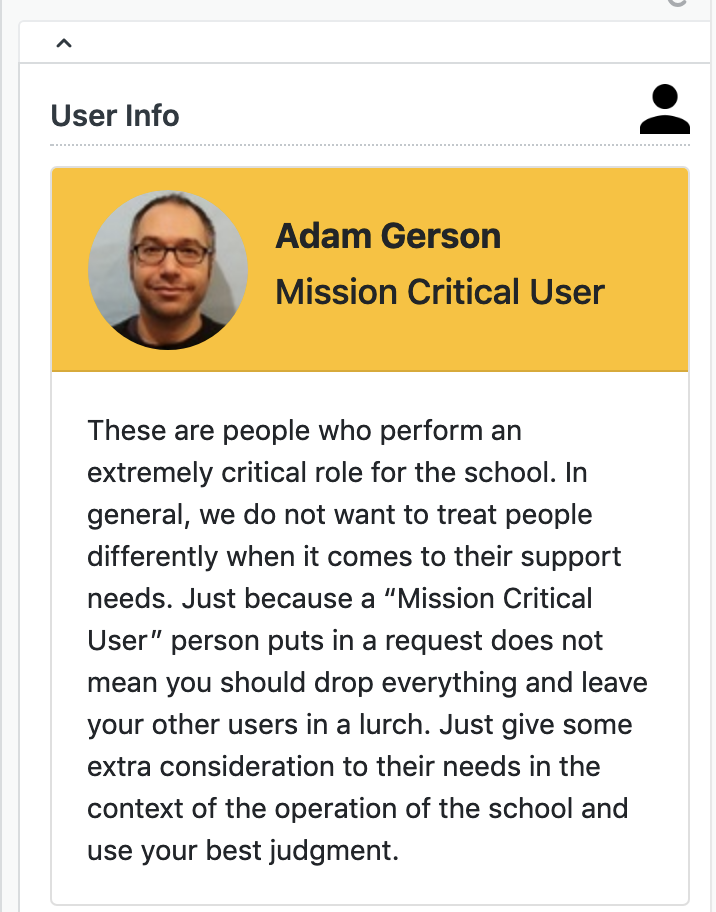 User Info
Adam Gerson
Mission Critical User
These are people who perform an
extremely critical role for the school. In
general, we do not want to treat people
differently when it comes to their support
needs. Just because a “Mission Critical
User” person puts in a request does not
mean you should drop everything and leave
your other users in a lurch. Just give some
extra consideration to their needs in the
context of the operation of the school and
use your best judgment.